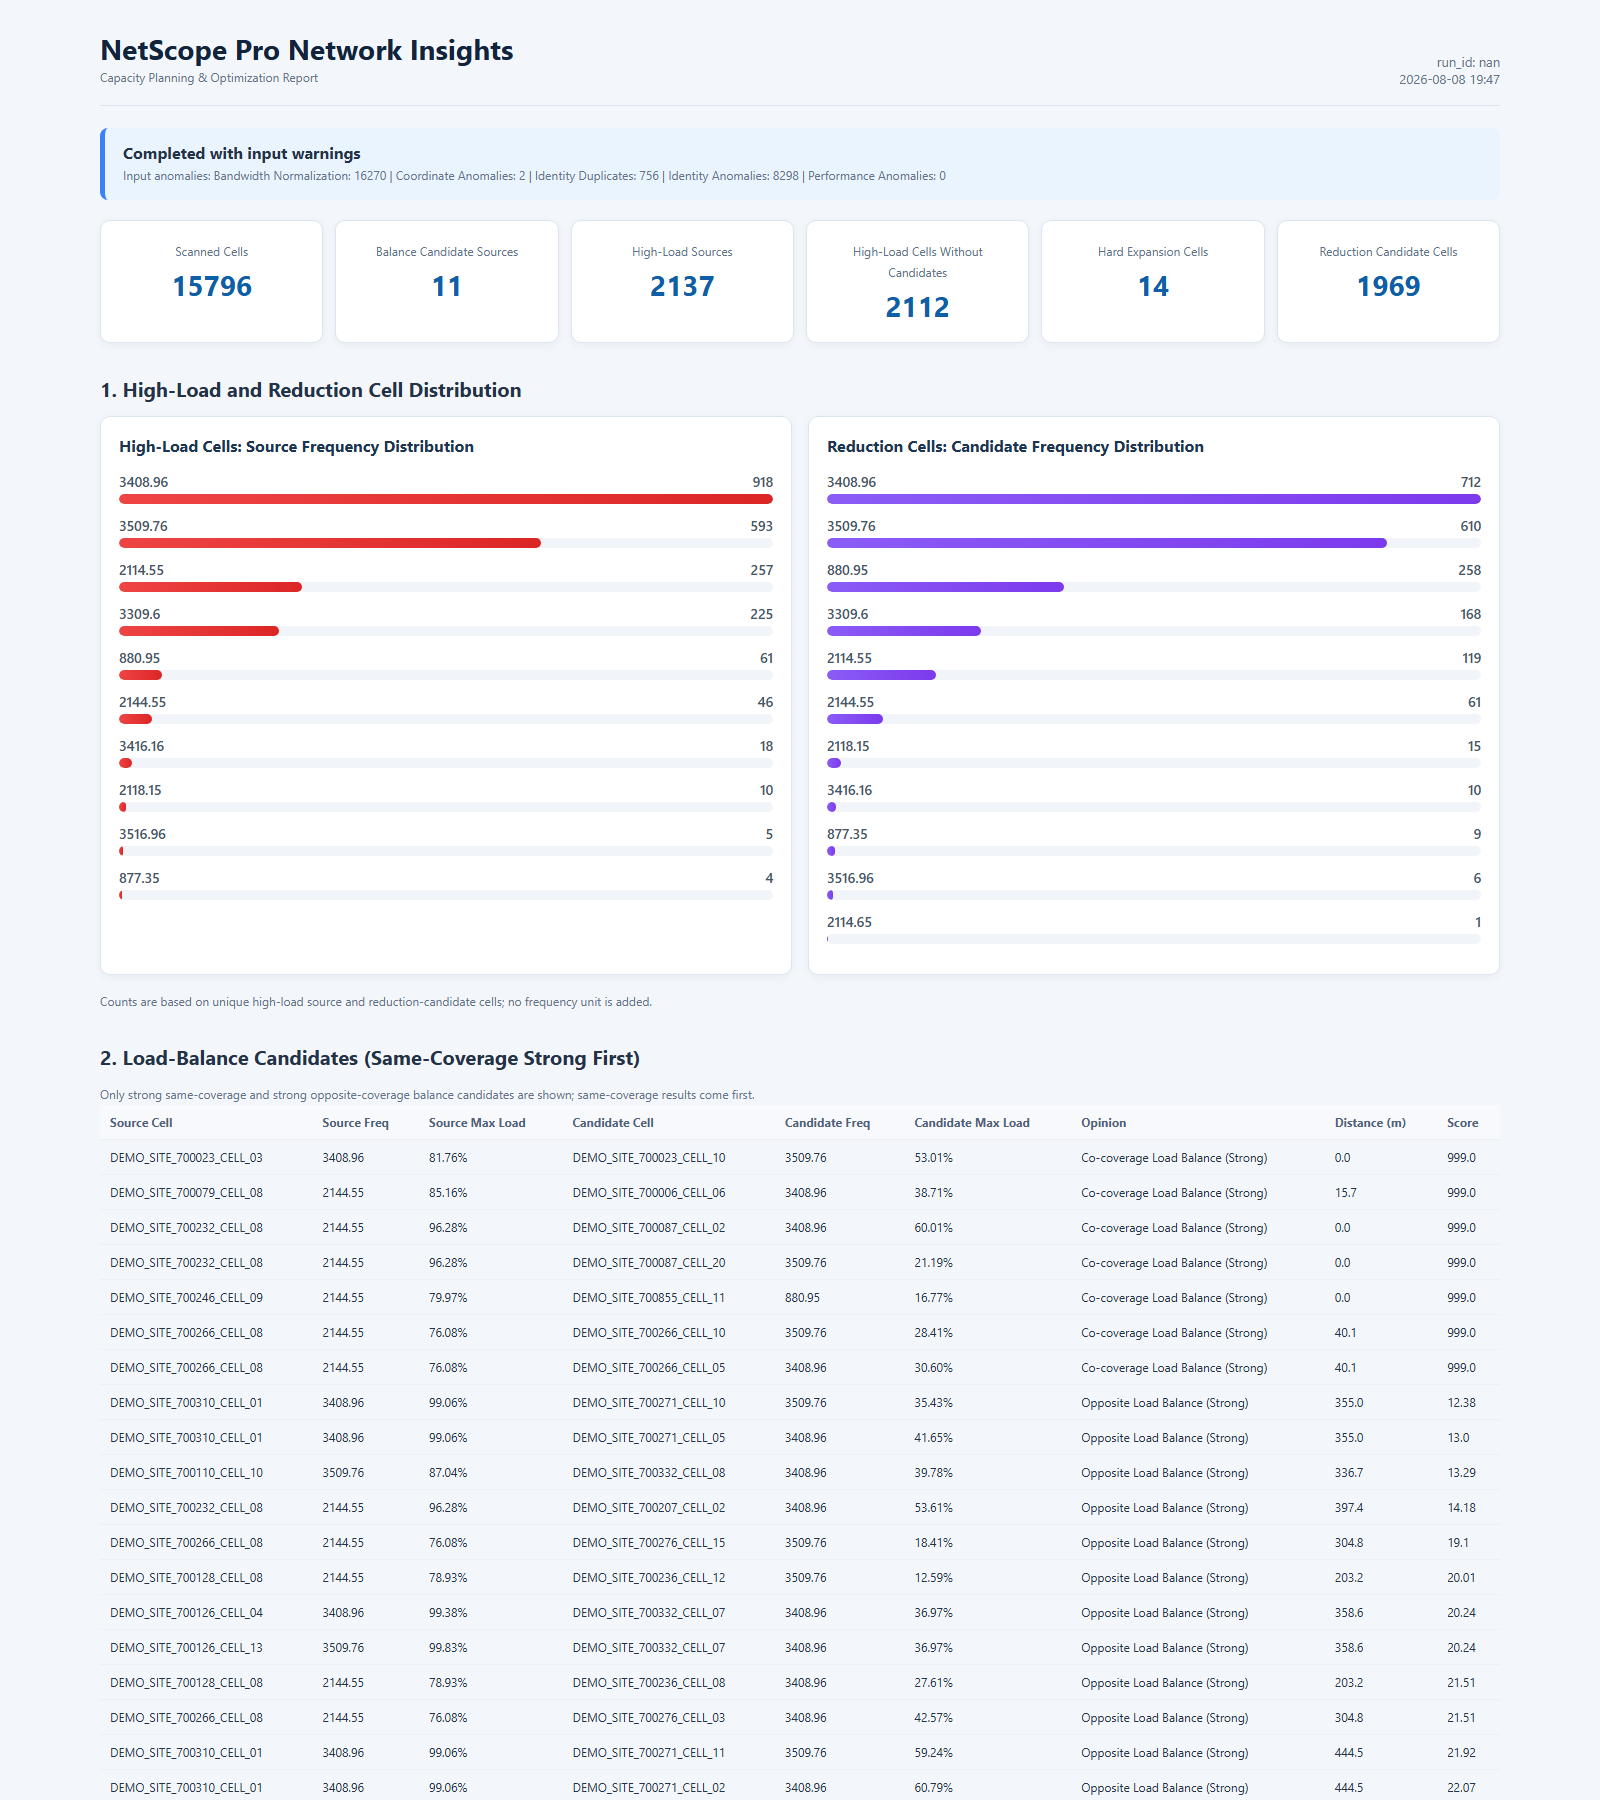 NetScope Pro Network Insights
Capacity Planning & Optimization Report
run_id: nan
2026-08-08 19:47
Completed with input warnings
Input anomalies: Bandwidth Normalization: 16270 | Coordinate Anomalies: 2 | Identity Duplicates: 756 | Identity Anomalies: 8298 | Performance Anomalies: 0
Scanned Cells
15796
Balance Candidate Sources
11
High-Load Sources
2137
High-Load Cells Without
Candidates
2112
Hard Expansion Cells
14
Reduction Candidate Cells
1969
1. High-Load and Reduction Cell Distribution
High-Load Cells: Source Frequency Distribution
3408.96 918
3509.76 593
2114.55 257
3309.6 225
880.95 61
2144.55 46
3416.16 18
2118.15 10
3516.96 5
877.35 4
Reduction Cells: Candidate Frequency Distribution
3408.96 712
3509.76 610
880.95 258
3309.6 168
2114.55 119
2144.55 61
2118.15 15
3416.16 10
877.35 9
3516.96 6
2114.65 1
Counts are based on unique high-load source and reduction-candidate cells; no frequency unit is added.
2. Load-Balance Candidates (Same-Coverage Strong First)
Only strong same-coverage and strong opposite-coverage balance candidates are shown; same-coverage results come first.
Source Cell Source Freq Source Max Load Candidate Cell Candidate Freq Candidate Max Load Opinion Distance (m) Score
DEMO_SITE_700023_CELL_03 3408.96 81.76% DEMO_SITE_700023_CELL_10 3509.76 53.01% Co-coverage Load Balance (Strong) 0.0 999.0
DEMO_SITE_700079_CELL_08 2144.55 85.16% DEMO_SITE_700006_CELL_06 3408.96 38.71% Co-coverage Load Balance (Strong) 15.7 999.0
DEMO_SITE_700232_CELL_08 2144.55 96.28% DEMO_SITE_700087_CELL_02 3408.96 60.01% Co-coverage Load Balance (Strong) 0.0 999.0
DEMO_SITE_700232_CELL_08 2144.55 96.28% DEMO_SITE_700087_CELL_20 3509.76 21.19% Co-coverage Load Balance (Strong) 0.0 999.0
DEMO_SITE_700246_CELL_09 2144.55 79.97% DEMO_SITE_700855_CELL_11 880.95 16.77% Co-coverage Load Balance (Strong) 0.0 999.0
DEMO_SITE_700266_CELL_08 2144.55 76.08% DEMO_SITE_700266_CELL_10 3509.76 28.41% Co-coverage Load Balance (Strong) 40.1 999.0
DEMO_SITE_700266_CELL_08 2144.55 76.08% DEMO_SITE_700266_CELL_05 3408.96 30.60% Co-coverage Load Balance (Strong) 40.1 999.0
DEMO_SITE_700310_CELL_01 3408.96 99.06% DEMO_SITE_700271_CELL_10 3509.76 35.43% Opposite Load Balance (Strong) 355.0 12.38
DEMO_SITE_700310_CELL_01 3408.96 99.06% DEMO_SITE_700271_CELL_05 3408.96 41.65% Opposite Load Balance (Strong) 355.0 13.0
DEMO_SITE_700110_CELL_10 3509.76 87.04% DEMO_SITE_700332_CELL_08 3408.96 39.78% Opposite Load Balance (Strong) 336.7 13.29
DEMO_SITE_700232_CELL_08 2144.55 96.28% DEMO_SITE_700207_CELL_02 3408.96 53.61% Opposite Load Balance (Strong) 397.4 14.18
DEMO_SITE_700266_CELL_08 2144.55 76.08% DEMO_SITE_700276_CELL_15 3509.76 18.41% Opposite Load Balance (Strong) 304.8 19.1
DEMO_SITE_700128_CELL_08 2144.55 78.93% DEMO_SITE_700236_CELL_12 3509.76 12.59% Opposite Load Balance (Strong) 203.2 20.01
DEMO_SITE_700126_CELL_04 3408.96 99.38% DEMO_SITE_700332_CELL_07 3408.96 36.97% Opposite Load Balance (Strong) 358.6 20.24
DEMO_SITE_700126_CELL_13 3509.76 99.83% DEMO_SITE_700332_CELL_07 3408.96 36.97% Opposite Load Balance (Strong) 358.6 20.24
DEMO_SITE_700128_CELL_08 2144.55 78.93% DEMO_SITE_700236_CELL_08 3408.96 27.61% Opposite Load Balance (Strong) 203.2 21.51
DEMO_SITE_700266_CELL_08 2144.55 76.08% DEMO_SITE_700276_CELL_03 3408.96 42.57% Opposite Load Balance (Strong) 304.8 21.51
DEMO_SITE_700310_CELL_01 3408.96 99.06% DEMO_SITE_700271_CELL_11 3509.76 59.24% Opposite Load Balance (Strong) 444.5 21.92
DEMO_SITE_700310_CELL_01 3408.96 99.06% DEMO_SITE_700271_CELL_02 3408.96 60.79% Opposite Load Balance (Strong) 444.5 22.07